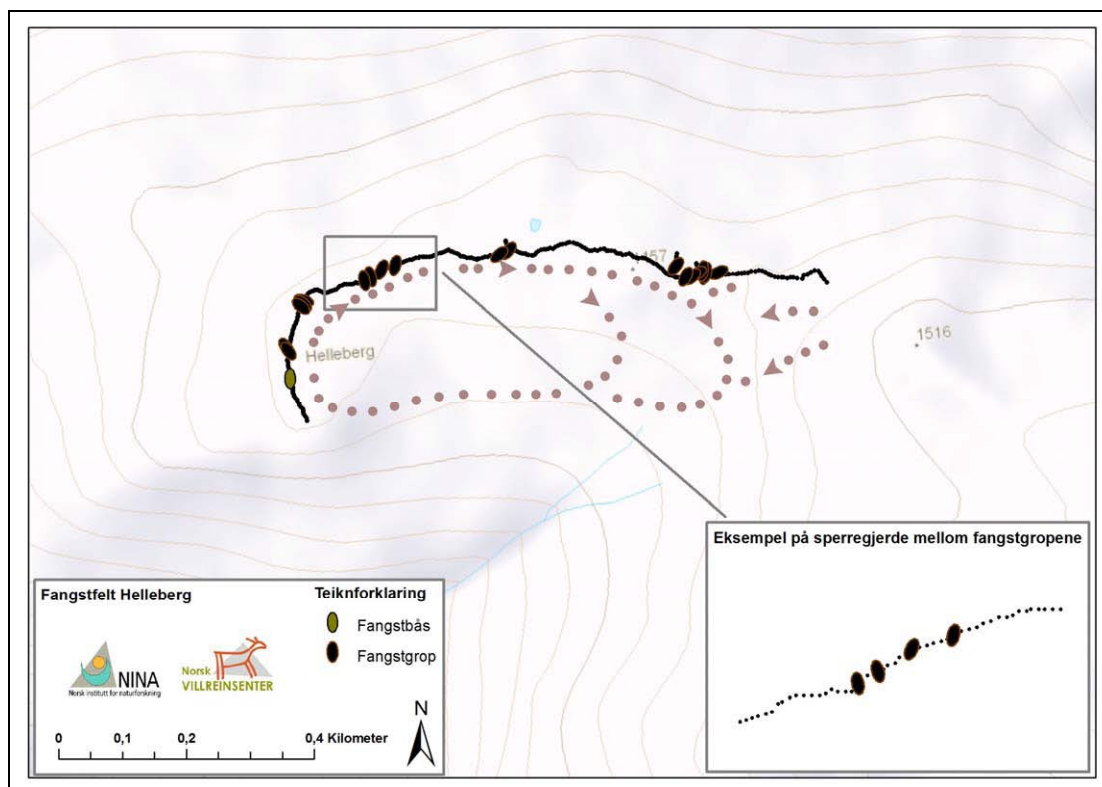 157
Helleberg
1516
Eksempel på sperregjerde mellom fangstgropene
Fangstfelt Helleberg
Teiknforklaring
Fangstbås
Fangstgrop
NINA
Norsk institutt for naturforskning
Norsk
VILLREINSENTER
N
0 0,1 0,2 0,4 Kilometer